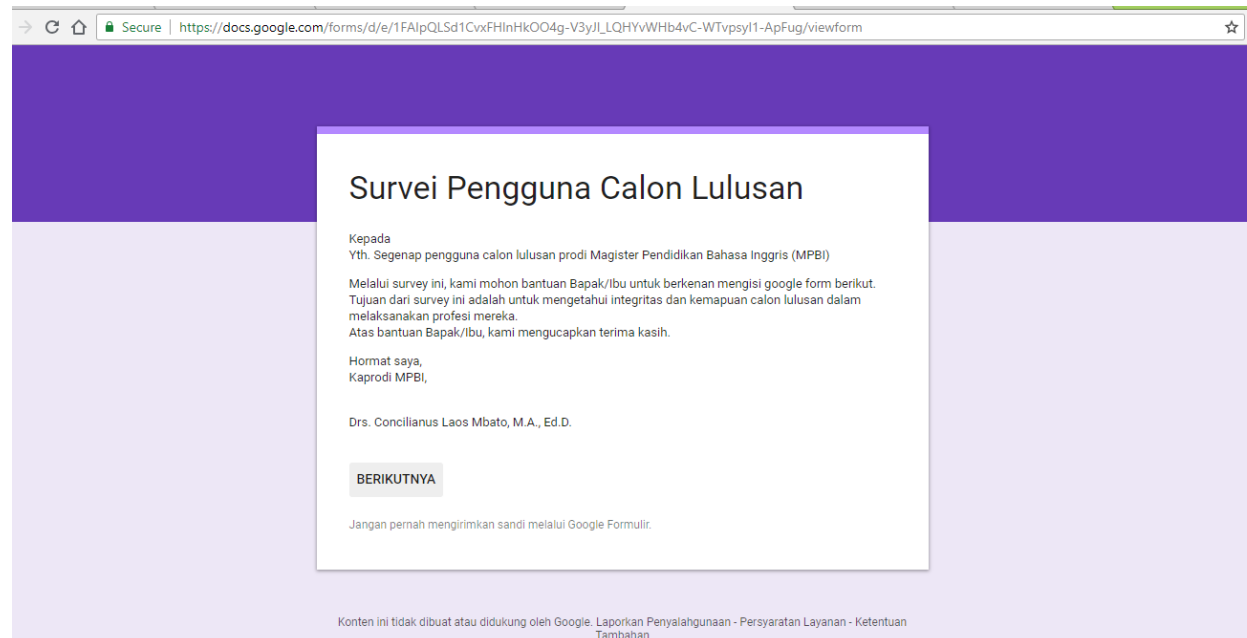 Secure | https://docs.google.com/forms/d/e/1FAIpQLSd1CvxFHInHkOO4g-V3yJl_LQHYvWHb4vC-WTvpsyI1-ApFug/viewform
Survei Pengguna Calon Lulusan
Kepada
Yth. Segenap pengguna calon lulusan prodi Magister Pendidikan Bahasa Inggris (MPBI)
Melalui survey ini, kami mohon bantuan Bapak/Ibu untuk berkenan mengisi google form berikut.
Tujuan dari survey ini adalah untuk mengetahui integritas dan kemapuan calon lulusan dalam
melaksanakan profesi mereka.
Atas bantuan Bapak/Ibu, kami mengucapkan terima kasih.
Hormat saya,
Kaprodi MPBI,
Drs. Concilianus Laos Mbato, M.A., Ed.D.
BERIKUTNYA
Jangan pernah mengirimkan sandi melalui Google Formulir.
Konten ini tidak dibuat atau didukung oleh Google. Laporkan Penyalahgunaan - Persyaratan Layanan - Ketentuan
Tambahan